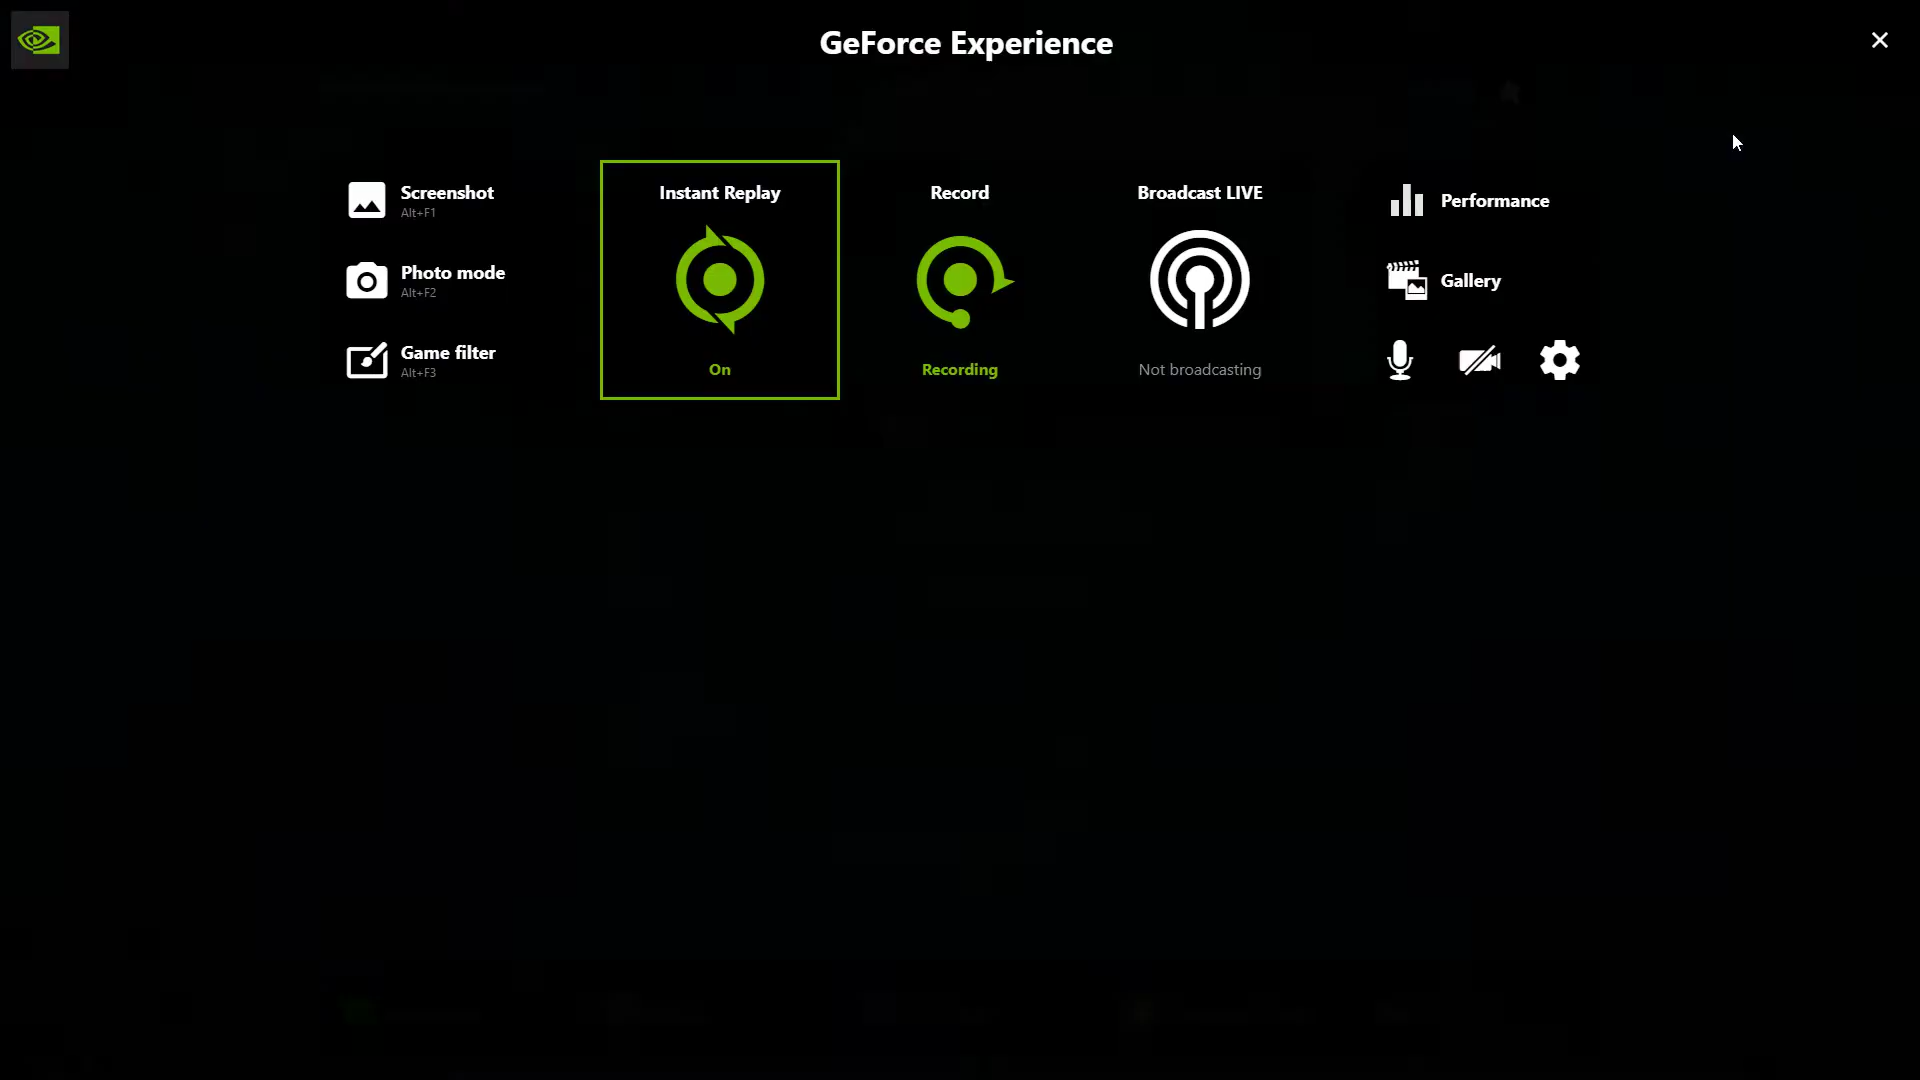 GeForce Experience
Screenshot
Alt+F1
Photo mode
Alt+F2
Game filter
Alt+F3
Instant Replay
On
Record
Recording
Broadcast LIVE
Not broadcasting
Performance
Gallery